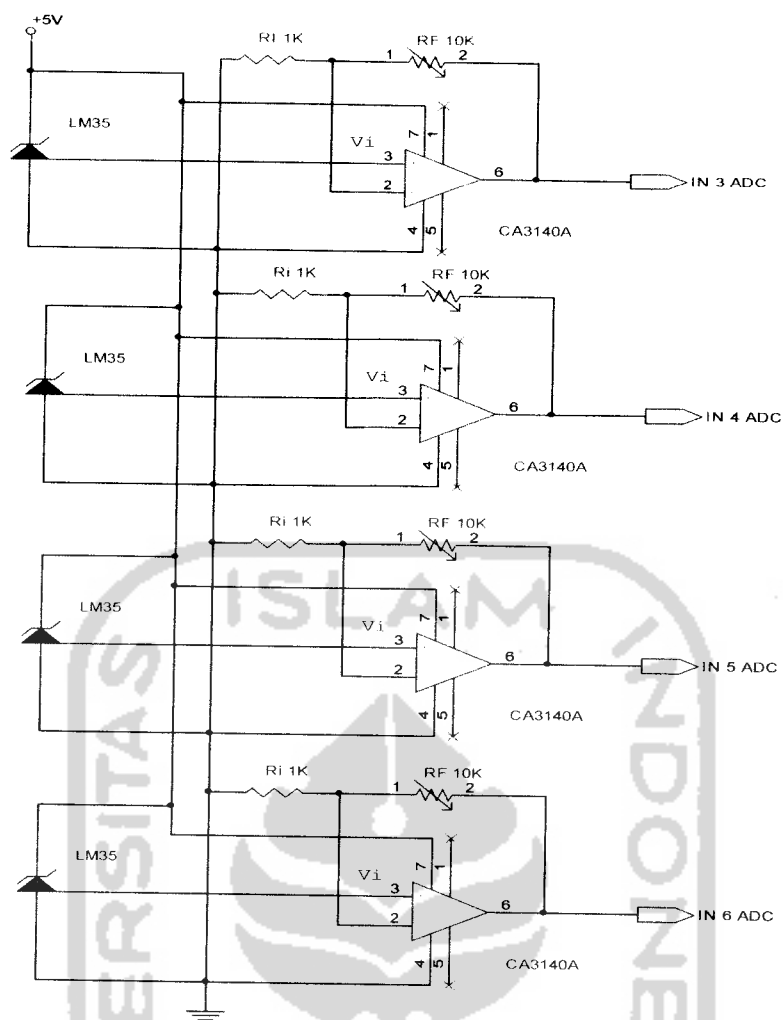 +5V
RI 1K
1
RF 10K
2
LM35
7
1
Vi
3
2
6
IN 3 ADC
4
5
CA3140A
Ri 1K
1
RF 10K
2
LM35
7
1
Vi
3
2
6
IN 4 ADC
4
5
CA3140A
Ri 1K
1
RF 10K
2
LM35
7
1
Vi
3
2
6
IN 5 ADC
4
5
CA3140A
Ri 1K
1
RF 10K
2
LM35
7
1
Vi
3
2
6
IN 6 ADC
4
5
CA3140A
ERSITAS
ISLAM
INDONE